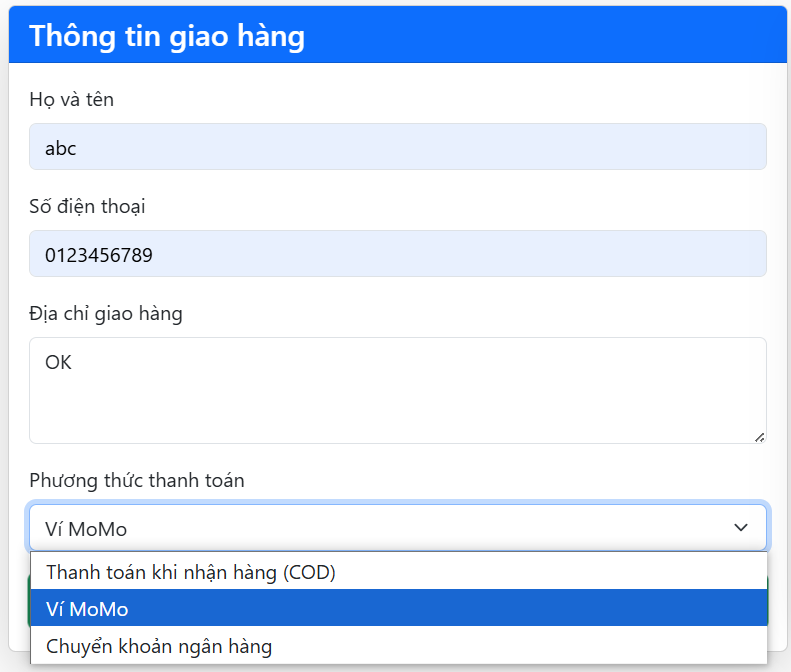 Thông tin giao hàng
Họ và tên
abc
Số điện thoại
0123456789
Địa chỉ giao hàng
OK
Phương thức thanh toán
Ví MoMo
Thanh toán khi nhận hàng (COD)
Ví MoMo
Chuyển khoản ngân hàng